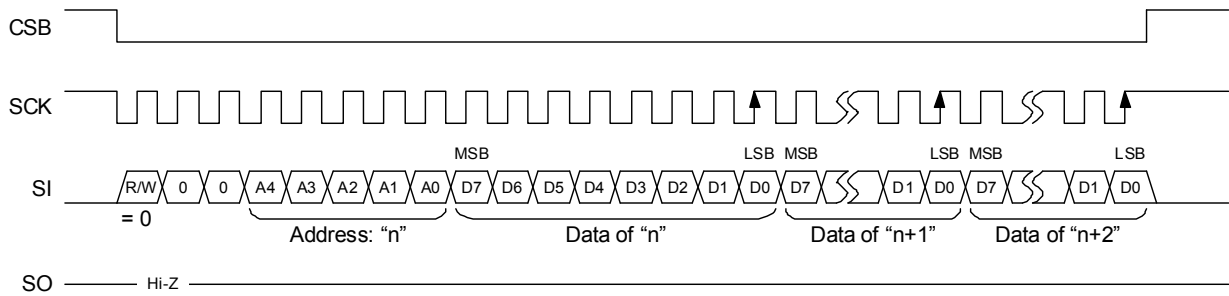 CSB
SCK
MSB LSB MSB LSB MSB LSB
SI R/W 0 0 A4 A3 A2 A1 A0 D7 D6 D5 D4 D3 D2 D1 D0 D7 D1 D0 D7 D1 D0
= 0
Address: “n” Data of “n” Data of “n+1” Data of “n+2”
SO Hi-Z